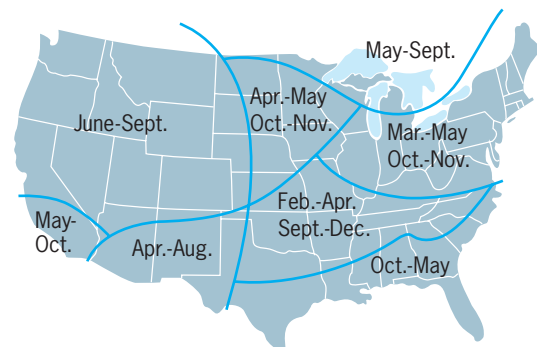 May-Sept.
Apr.-May
Oct.-Nov.
June-Sept.
Mar.-May
Oct.-Nov.
Feb.-Apr.
Sept.-Dec.
May-
Oct.
Apr.-Aug.
Oct.-May